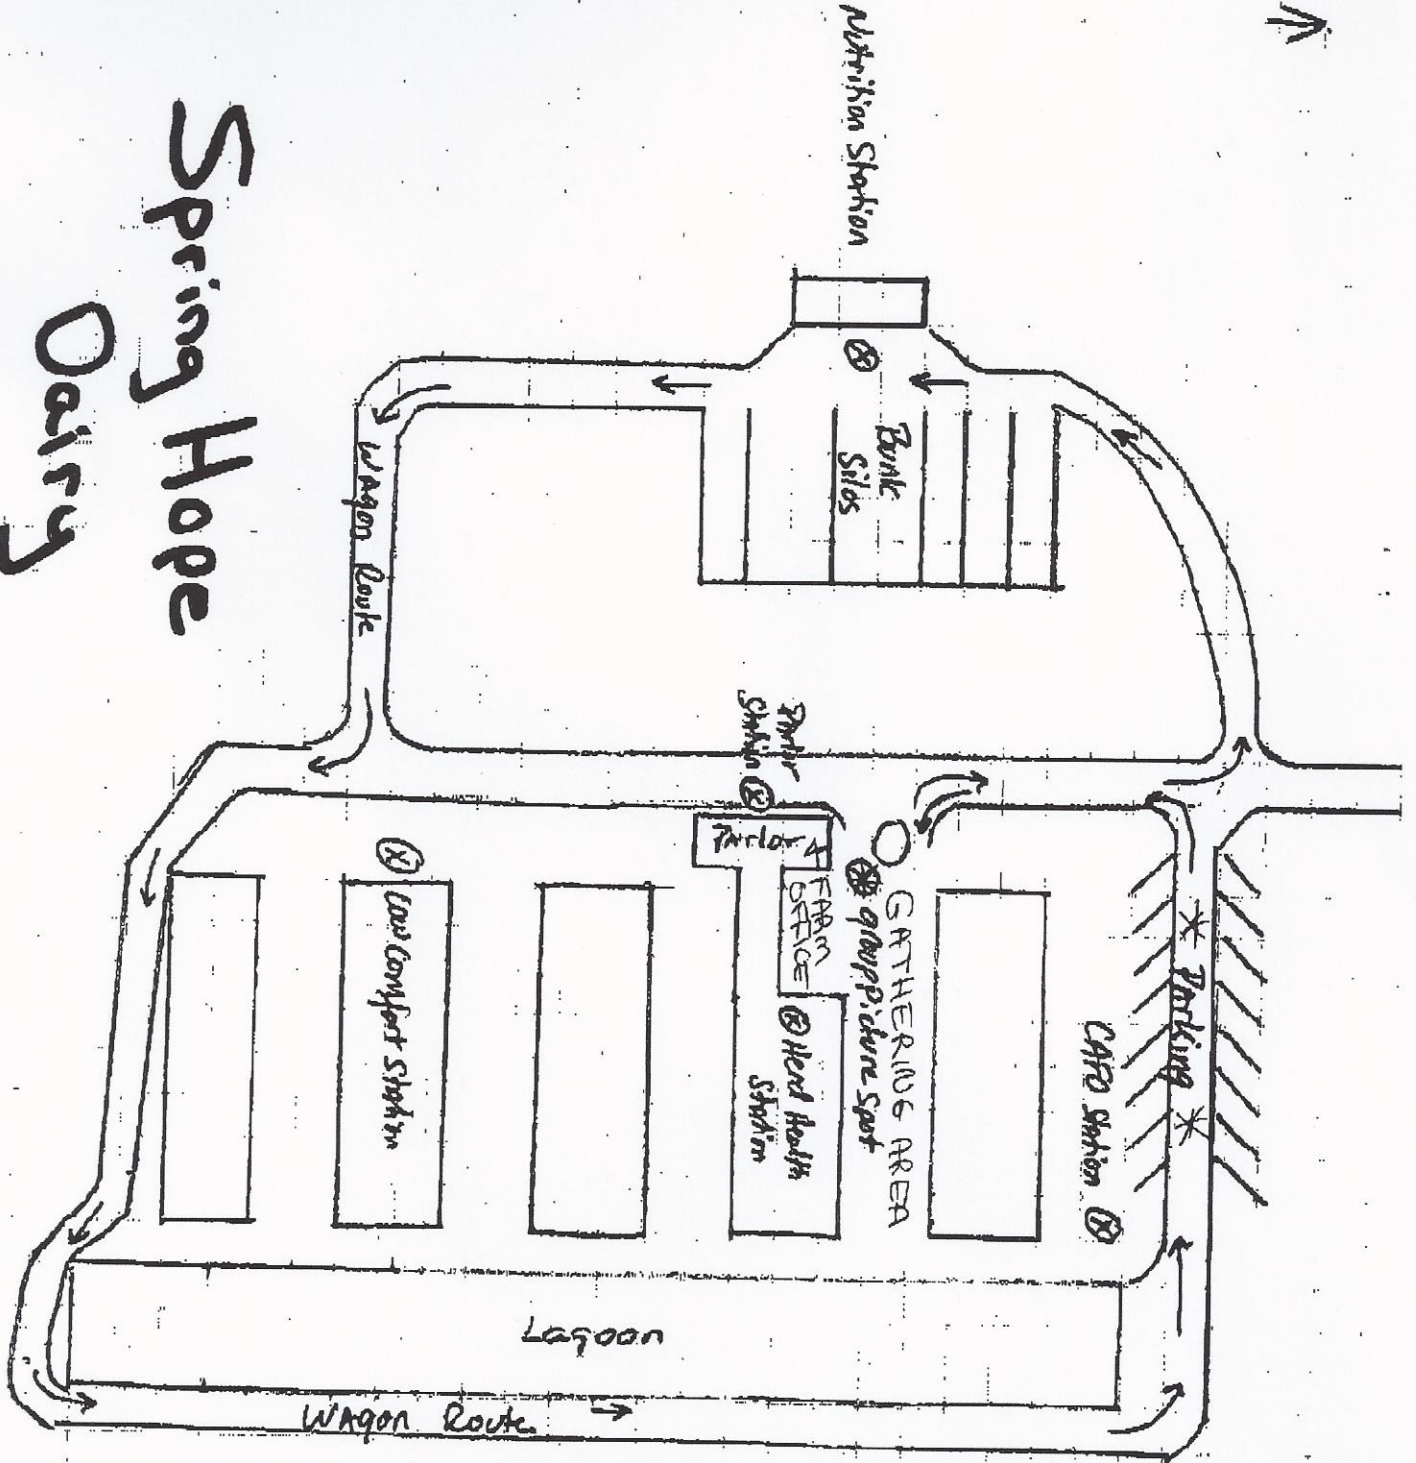 Spring Hope
Dairy
Nutrition Station
Bunk
Silos
Wagon Route
Parlor
Station
Parlor
FARM
OFFICE
GATHERING AREA
group Picture Spot
Herd Health
Station
Cow Comfort Station
* Parking *
CAFO Station
Lagoon
WAgon Route